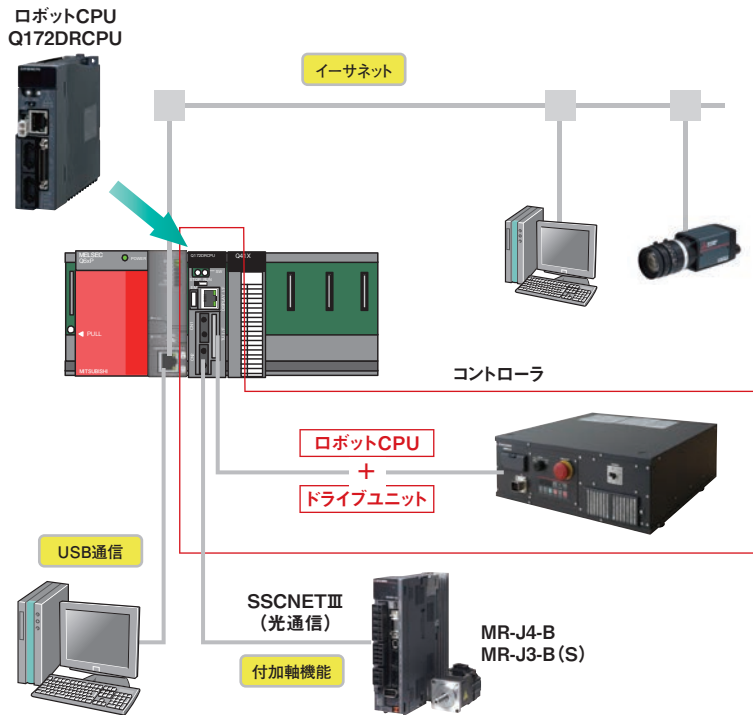 ロボットCPU
Q172DRCPU
イーサネット
MELSEC
POWER
Q172DRCPU
Q41X
PULL
MITSUBISHI
コントローラ
ロボットCPU
+
ドライブユニット
USB通信
SSCNETⅢ
(光通信)
付加軸機能
MR-J4-B
MR-J3-B(S)